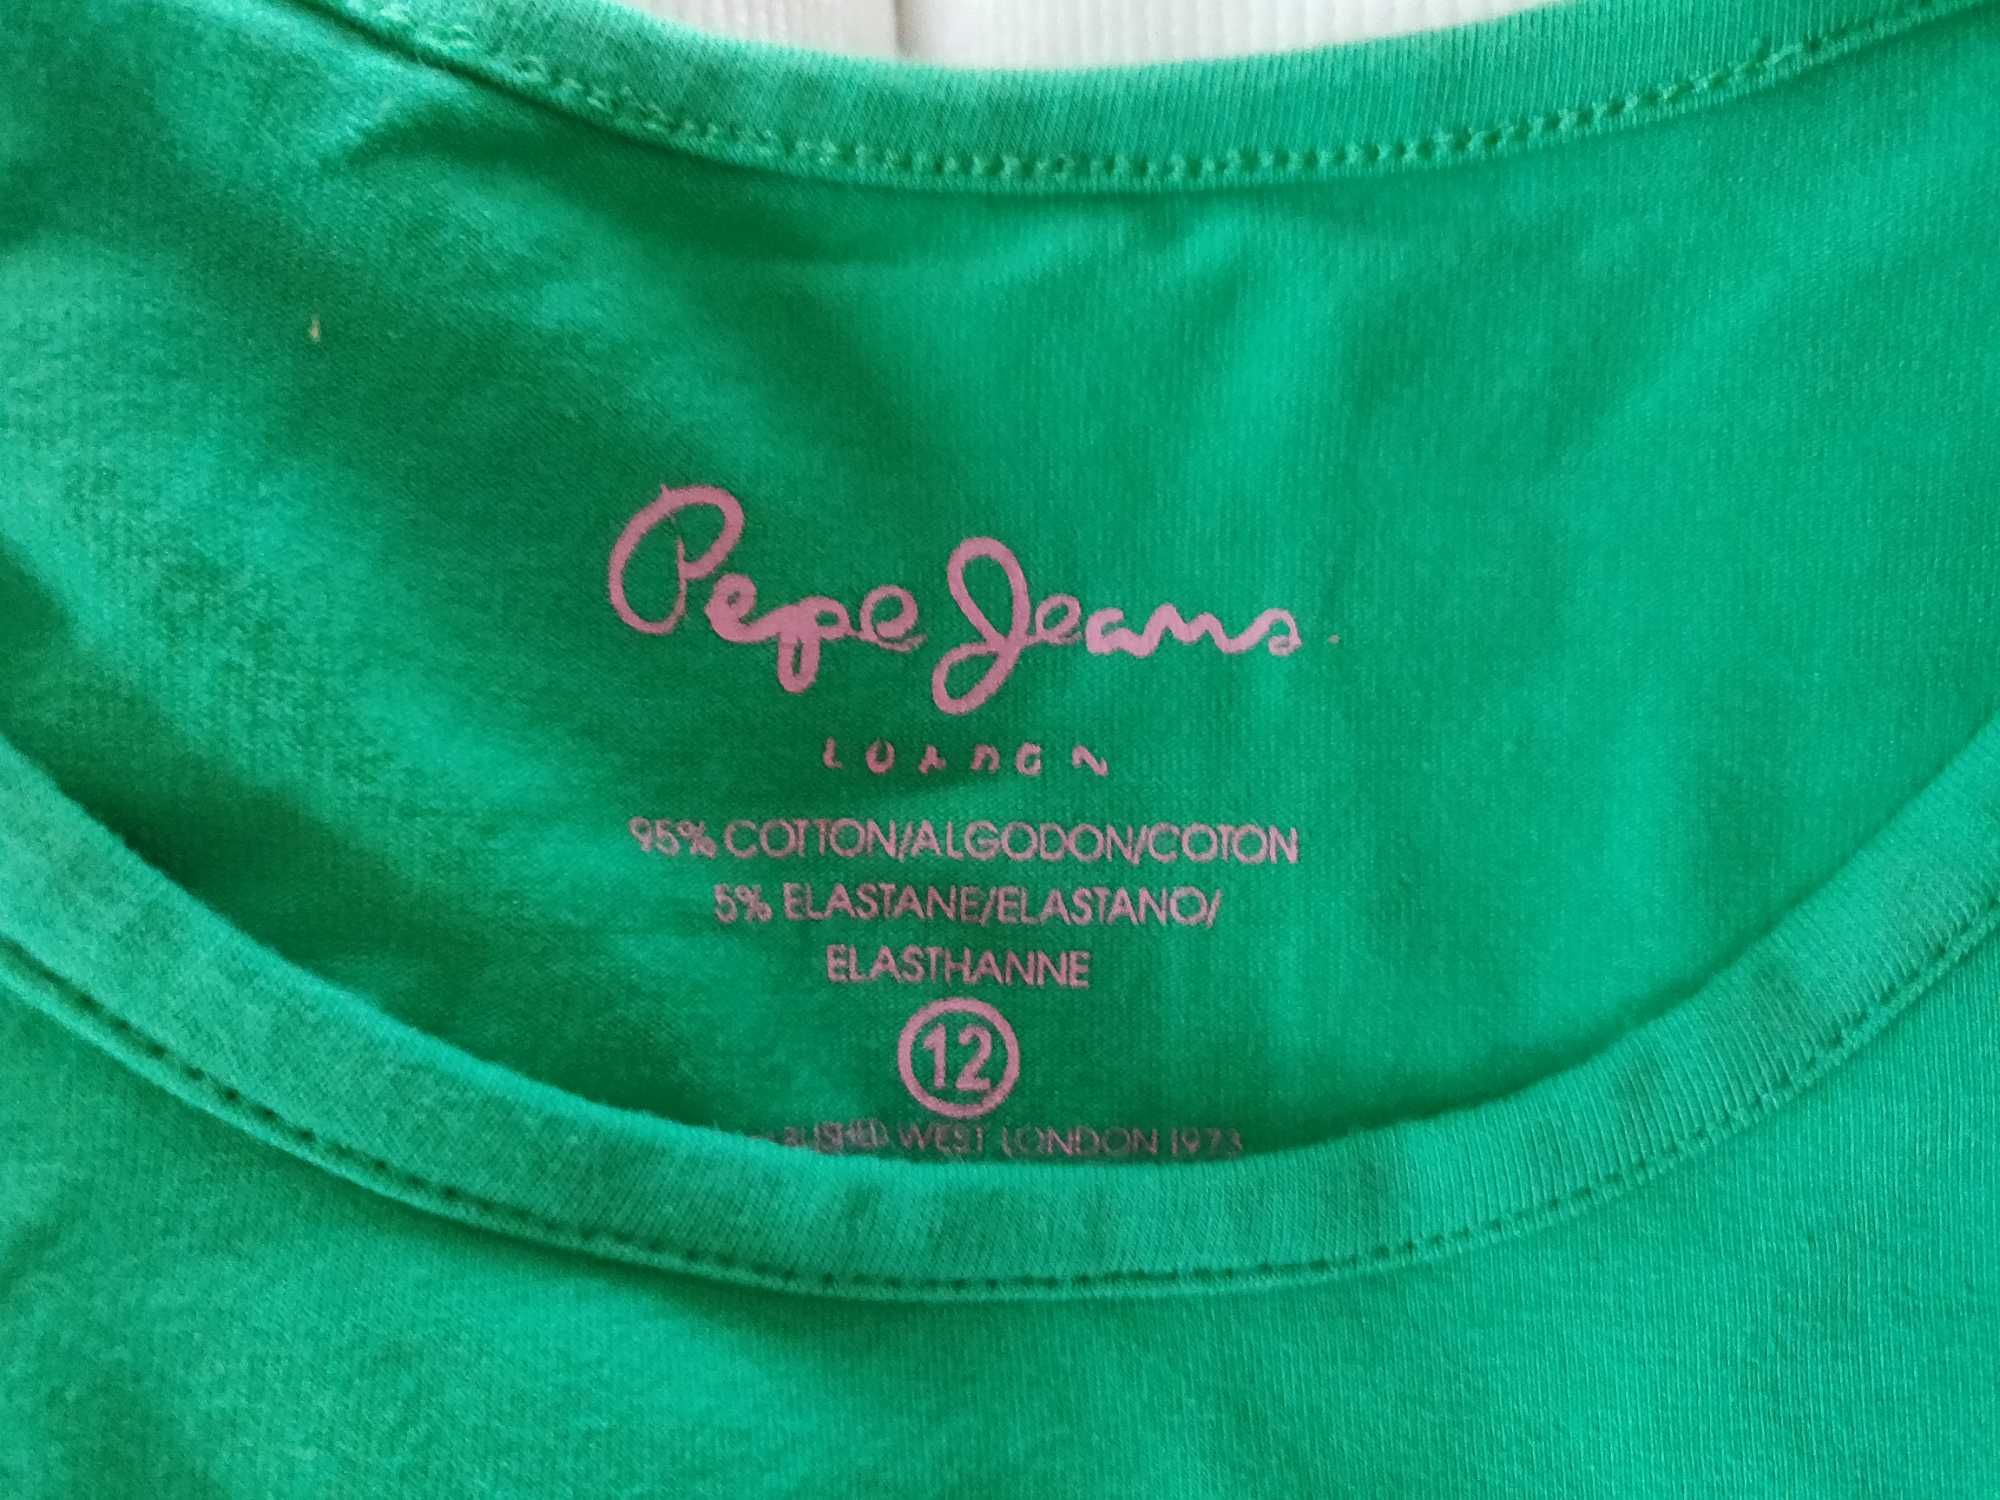 Pepe Jeans
LONDON
95% COTTON/ALGODON/COTON
5% ELASTANE/ELASTANO/
ELASTHANNE
12
WEST LONDON 1973